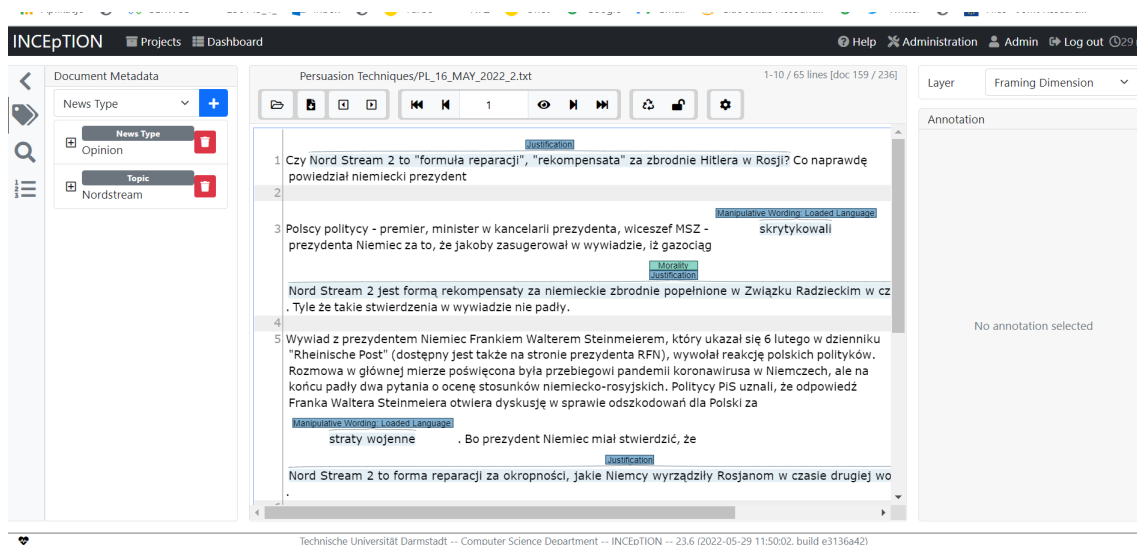 INCEpTION Projects Dashboard Help Administration Admin Log out 29
Document Metadata
News Type
News Type
Opinion
Topic
Nordstream
Persuasion Techniques/PL_16_MAY_2022_2.txt 1-10 / 65 lines [doc 159 / 236]
1
Justification
1 Czy Nord Stream 2 to "formuła reparacji", "rekompensata" za zbrodnie Hitlera w Rosji? Co naprawdę
powiedział niemiecki prezydent
2
Manipulative Wording: Loaded Language
3 Polscy politycy - premier, minister w kancelarii prezydenta, wiceszef MSZ - skrytykowali
prezydenta Niemiec za to, że jakoby zasugerował w wywiadzie, iż gazociąg
Morality
Justification
Nord Stream 2 jest formą rekompensaty za niemieckie zbrodnie popełnione w Związku Radzieckim w cz
. Tyle że takie stwierdzenia w wywiadzie nie padły.
4
5 Wywiad z prezydentem Niemiec Frankiem Walterem Steinmeierem, który ukazał się 6 lutego w dzienniku
"Rheinische Post" (dostępny jest także na stronie prezydenta RFN), wywołał reakcję polskich polityków.
Rozmowa w głównej mierze poświęcona była przebiegowi pandemii koronawirusa w Niemczech, ale na
końcu padły dwa pytania o ocenę stosunków niemiecko-rosyjskich. Politycy PiS uznali, że odpowiedź
Franka Waltera Steinmeiera otwiera dyskusję w sprawie odszkodowań dla Polski za
Manipulative Wording: Loaded Language
straty wojenne . Bo prezydent Niemiec miał stwierdzić, że
Justification
Nord Stream 2 to forma reparacji za okropności, jakie Niemcy wyrządziły Rosjanom w czasie drugiej wo
.
Layer Framing Dimension
Annotation
No annotation selected
Technische Universität Darmstadt -- Computer Science Department -- INCEpTION -- 23.6 (2022-05-29 11:50:02, build e3136a42)